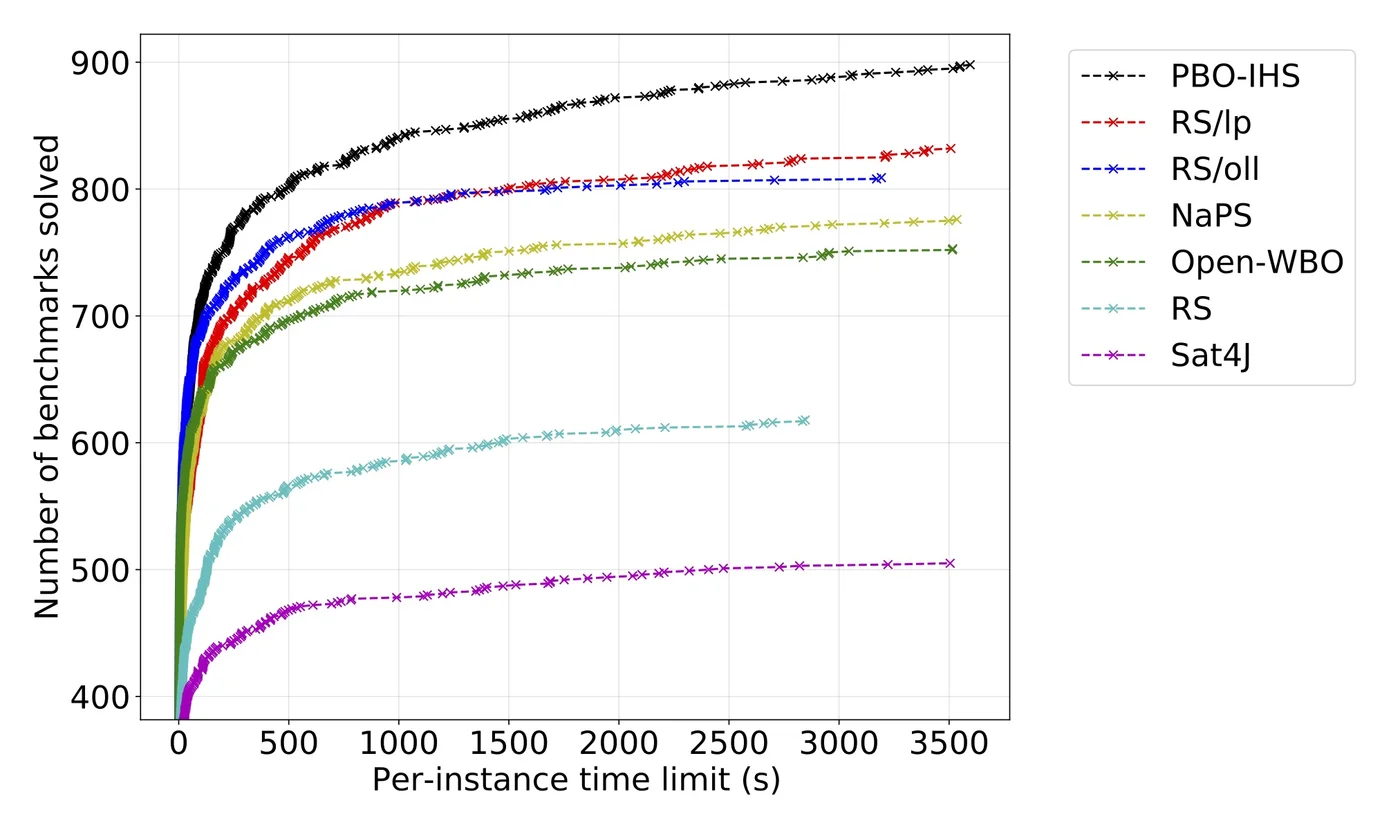 900
800
700
600
500
400
Number of benchmarks solved
0 500 1000 1500 2000 2500 3000 3500
Per-instance time limit (s)
PBO-IHS
RS/lp
RS/oll
NaPS
Open-WBO
RS
Sat4J